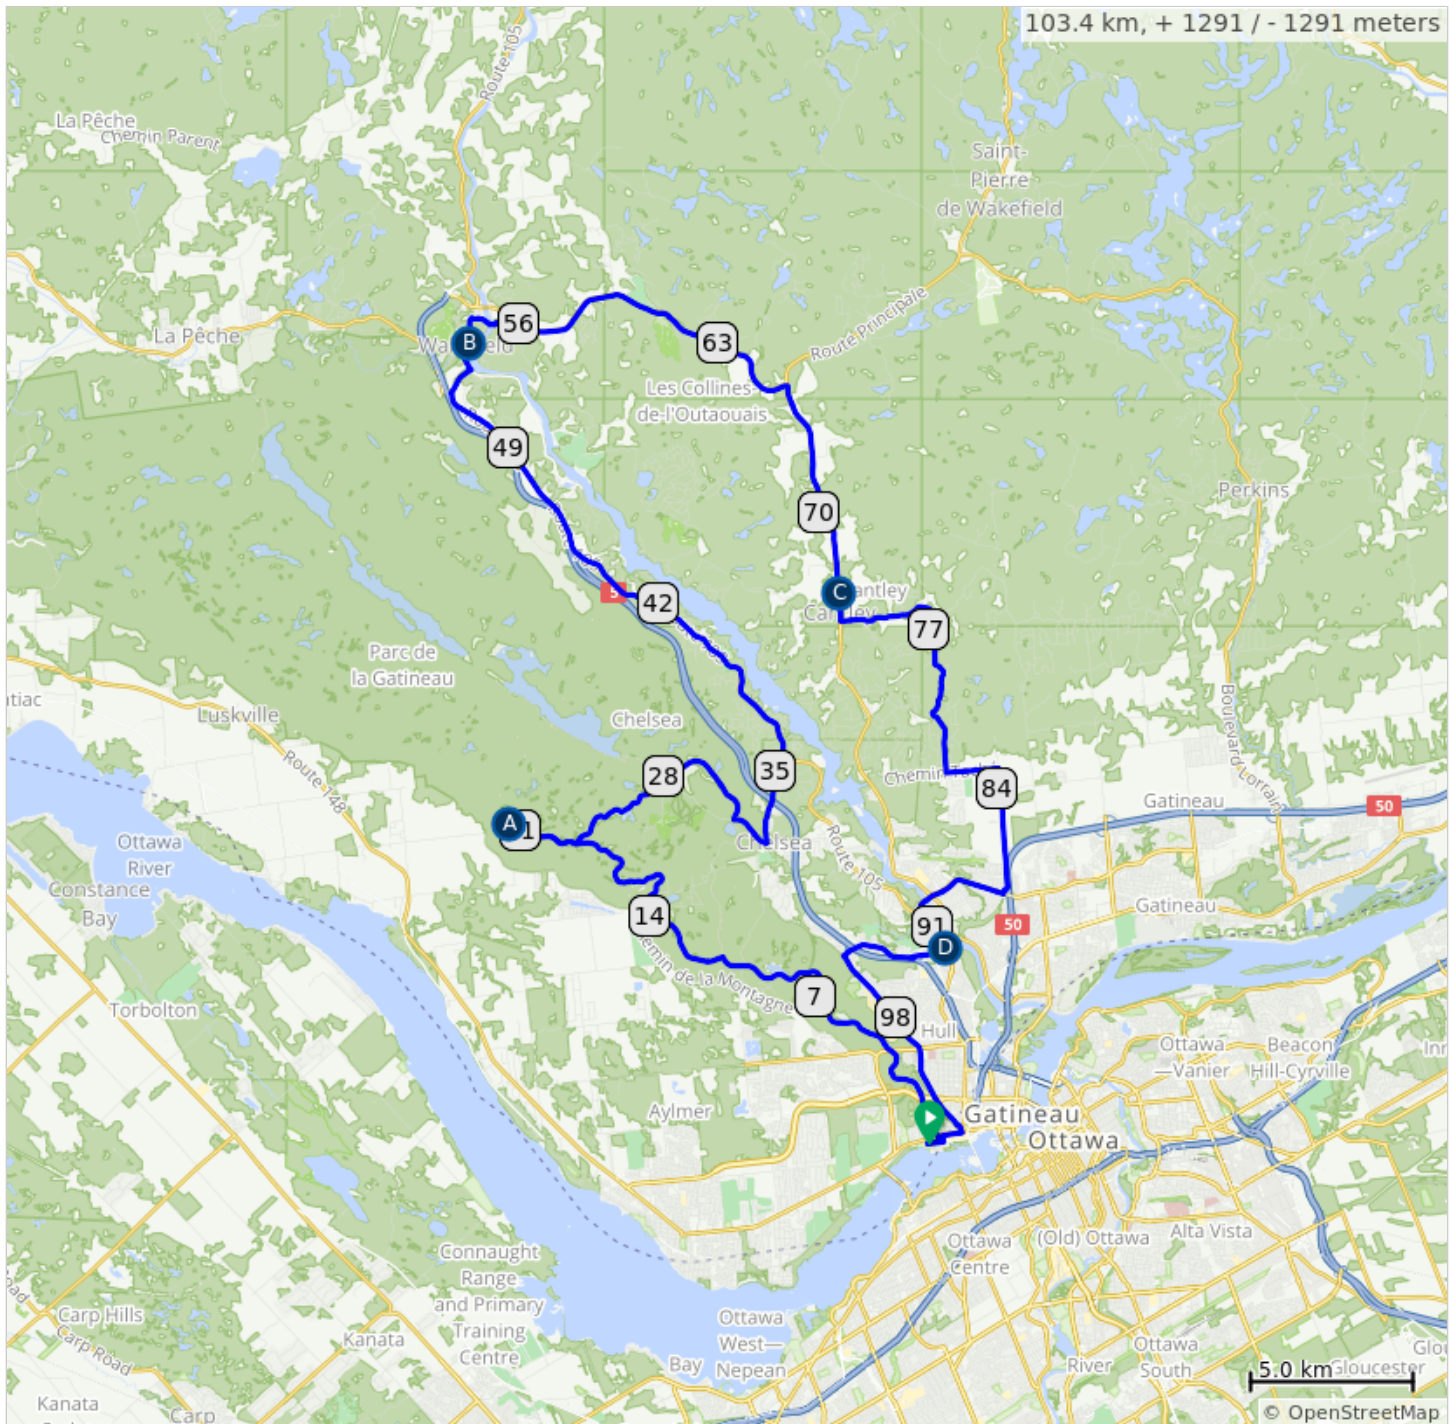 103.4 km, + 1291 / - 1291 meters
Route 105
La Pêche
Chemin Parent
Saint-
Pierre
de Wakefield
Route Principale
La Pêche
56
B
63
Les Collines-
de-l'Outaouais
49
Perkins
70
5
42
C
Cantley
77
Parc de
la Gatineau
Luskville
Chelsea
Route 148
28
35
84
Gatineau
50
Boulevard Lorrain
A
Ottawa
River
Chelsea
Route 105
Constance
Bay
14
91
50
Gatineau
D
Chemin de la Montagne
7
98
Torbolton
Hull
Ottawa
—Vanier
Beacon
Hill-Cyrville
Aylmer
Gatineau
Ottawa
Connaught
Range
and Primary
Training
Centre
Ottawa
Centre
(Old) Ottawa
Alta Vista
Carp Hills
Carp Road
Kanata
Ottawa
West—
Nepean
Bay
River
Ottawa
South
5.0 km
Gloucester
Kanata
Carp
© OpenStreetMap